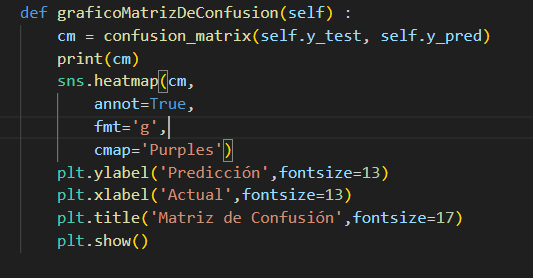 def graficoMatrizDeConfusion(self) :
    cm = confusion_matrix(self.y_test, self.y_pred)
    print(cm)
    sns.heatmap(cm,
        annot=True,
        fmt='g',
        cmap='Purples')
    plt.ylabel('Predicción',fontsize=13)
    plt.xlabel('Actual',fontsize=13)
    plt.title('Matriz de Confusión',fontsize=17)
    plt.show()